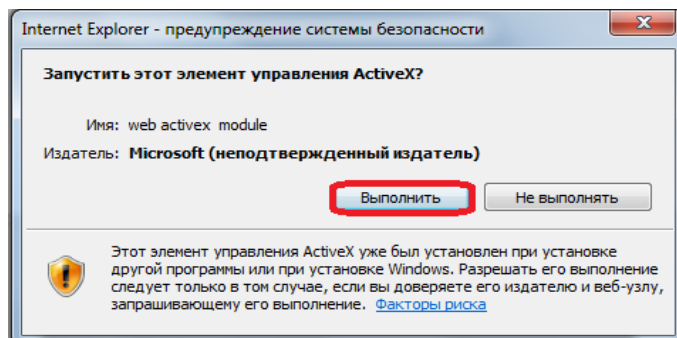 Internet Explorer - предупреждение системы безопасности
Запустить этот элемент управления ActiveX?
Имя: web activex module
Издатель: Microsoft (неподтвержденный издатель)
Выполнить Не выполнять
Этот элемент управления ActiveX уже был установлен при установке
другой программы или при установке Windows. Разрешать его выполнение
следует только в том случае, если вы доверяете его издателю и веб-узлу,
запрашивающему его выполнение. Факторы риска